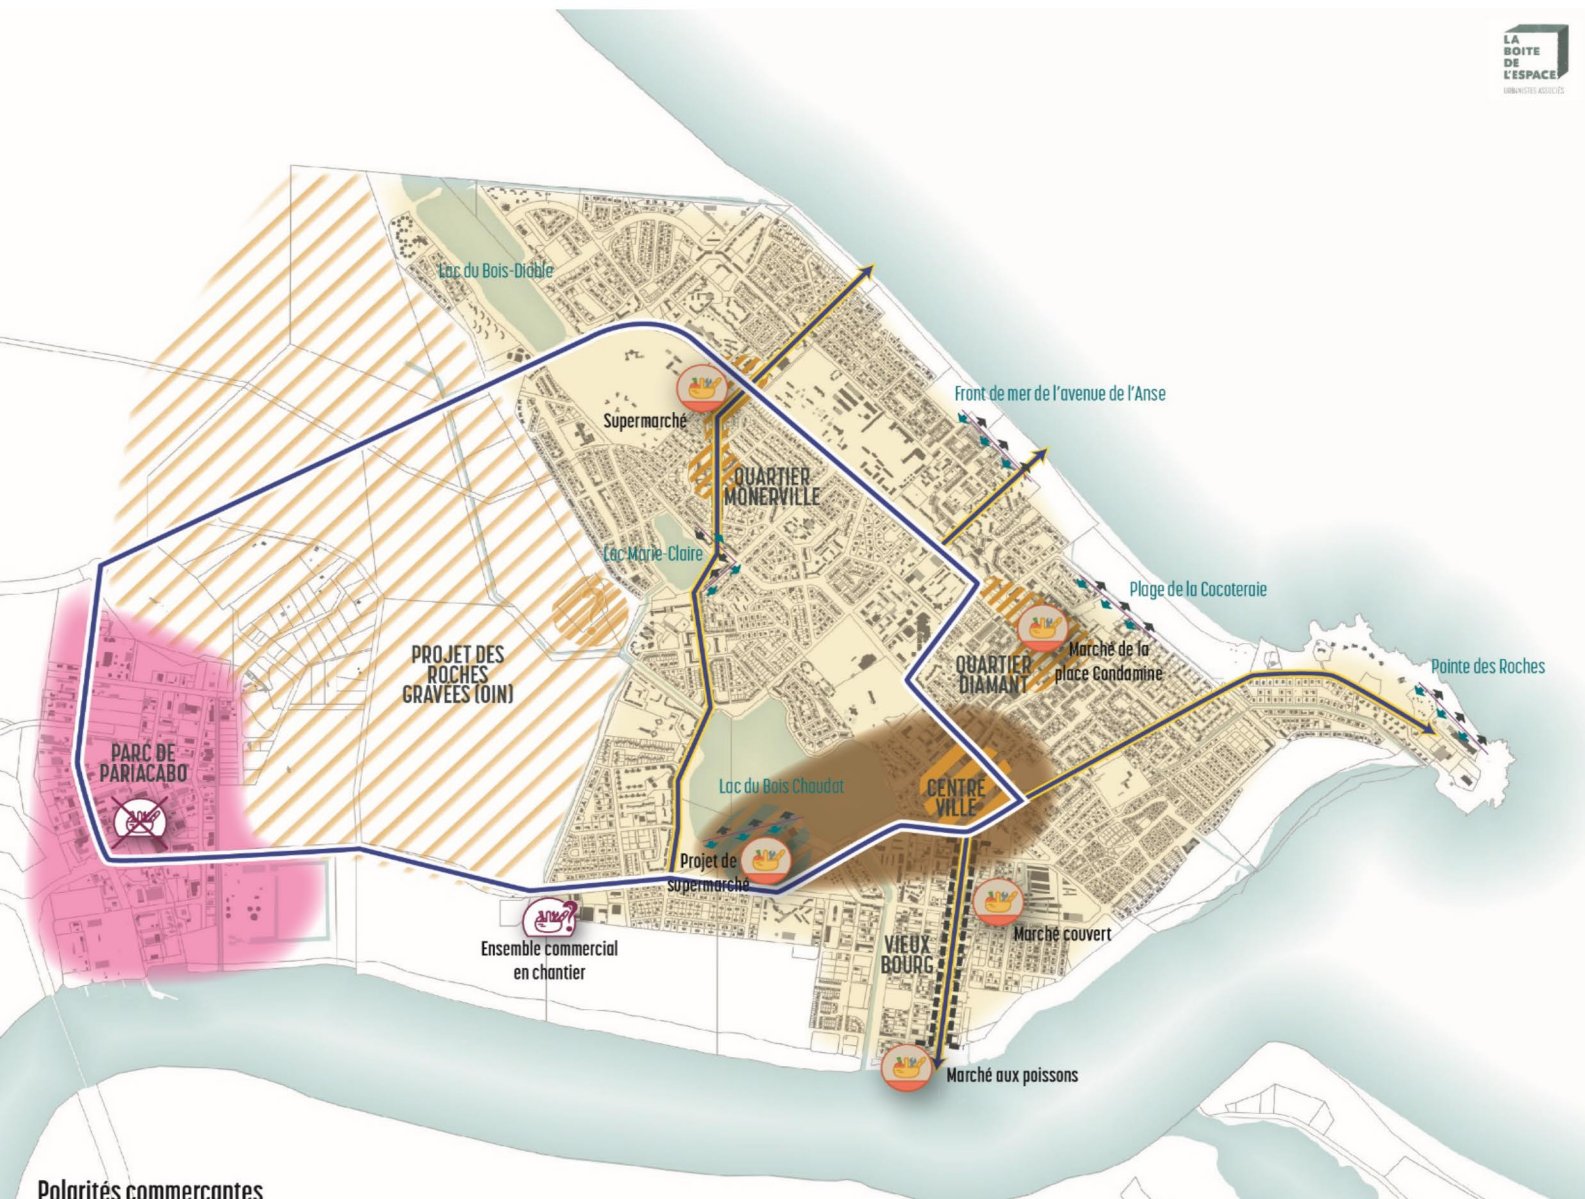 LA
BOITE
DE
L'ESPACE
URBANISTES ASSOCIÉS
Lac du Bois-Diable
Front de mer de l'avenue de l'Anse
Supermarché
QUARTIER
MONERVILLE
Lac Marie-Claire
Plage de la Cocoteraie
Marché de la
place Condamine
QUARTIER
DIAMANT
Pointe des Roches
PROJET DES
ROCHES
GRAVÉES (OIN)
PARC DE
PARIACABO
Lac du Bois Chaudat
CENTRE
VILLE
Projet de
supermarché
?
Ensemble commercial
en chantier
VIEUX
BOURG
Marché couvert
Marché aux poissons
Polarités commerçantes